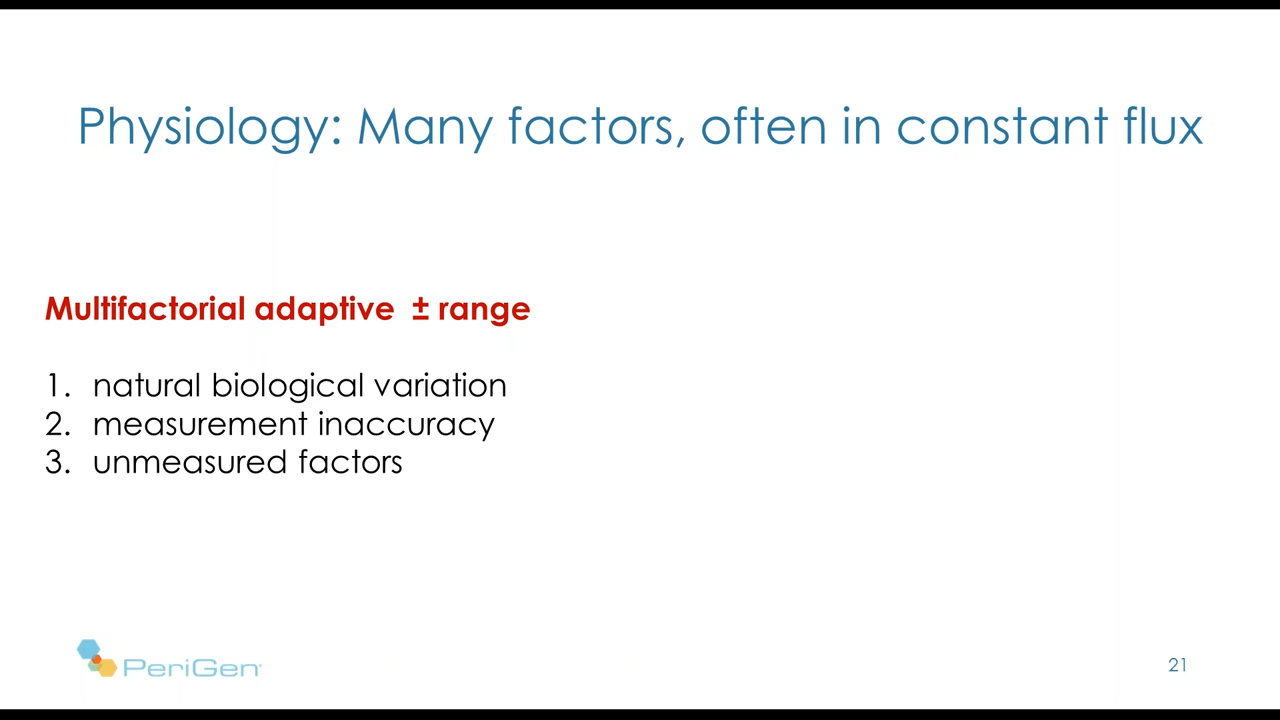 Physiology: Many factors, often in constant flux
Multifactorial adaptive ± range
1. natural biological variation
2. measurement inaccuracy
3. unmeasured factors
PeriGen
21